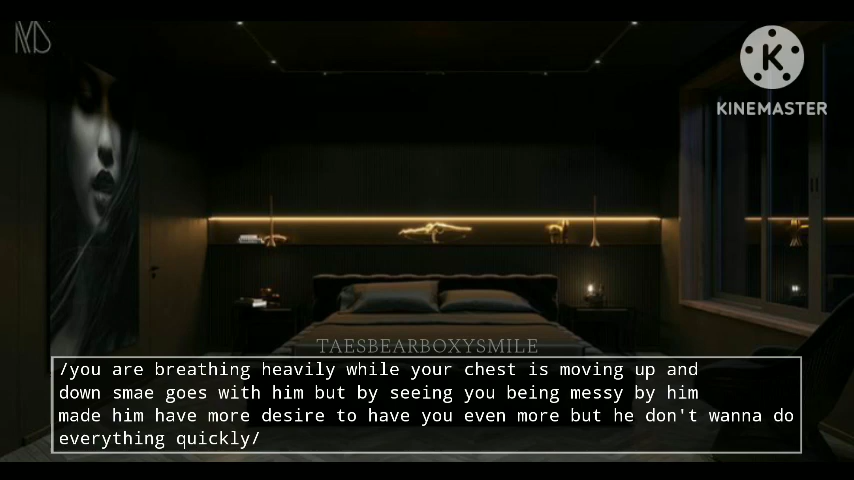 KINEMASTER
TAESBEARBOXYSMILE
/you are breathing heavily while your chest is moving up and
down smae goes with him but by seeing you being messy by him
made him have more desire to have you even more but he don't wanna do
everything quickly/